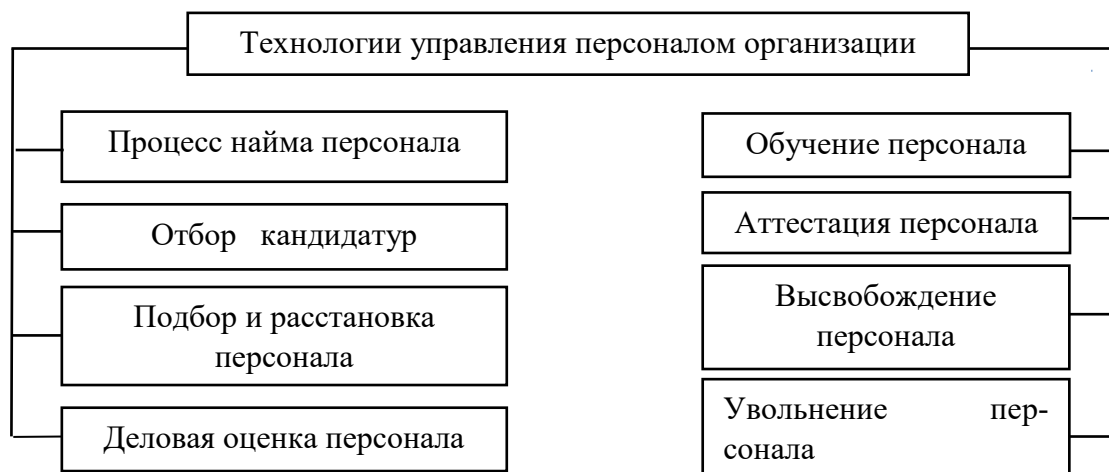 Технологии управления персоналом организации
Процесс найма персонала
Отбор кандидатур
Подбор и расстановка
персонала
Деловая оценка персонала
Обучение персонала
Аттестация персонала
Высвобождение
персонала
Увольнение пер-
сонала